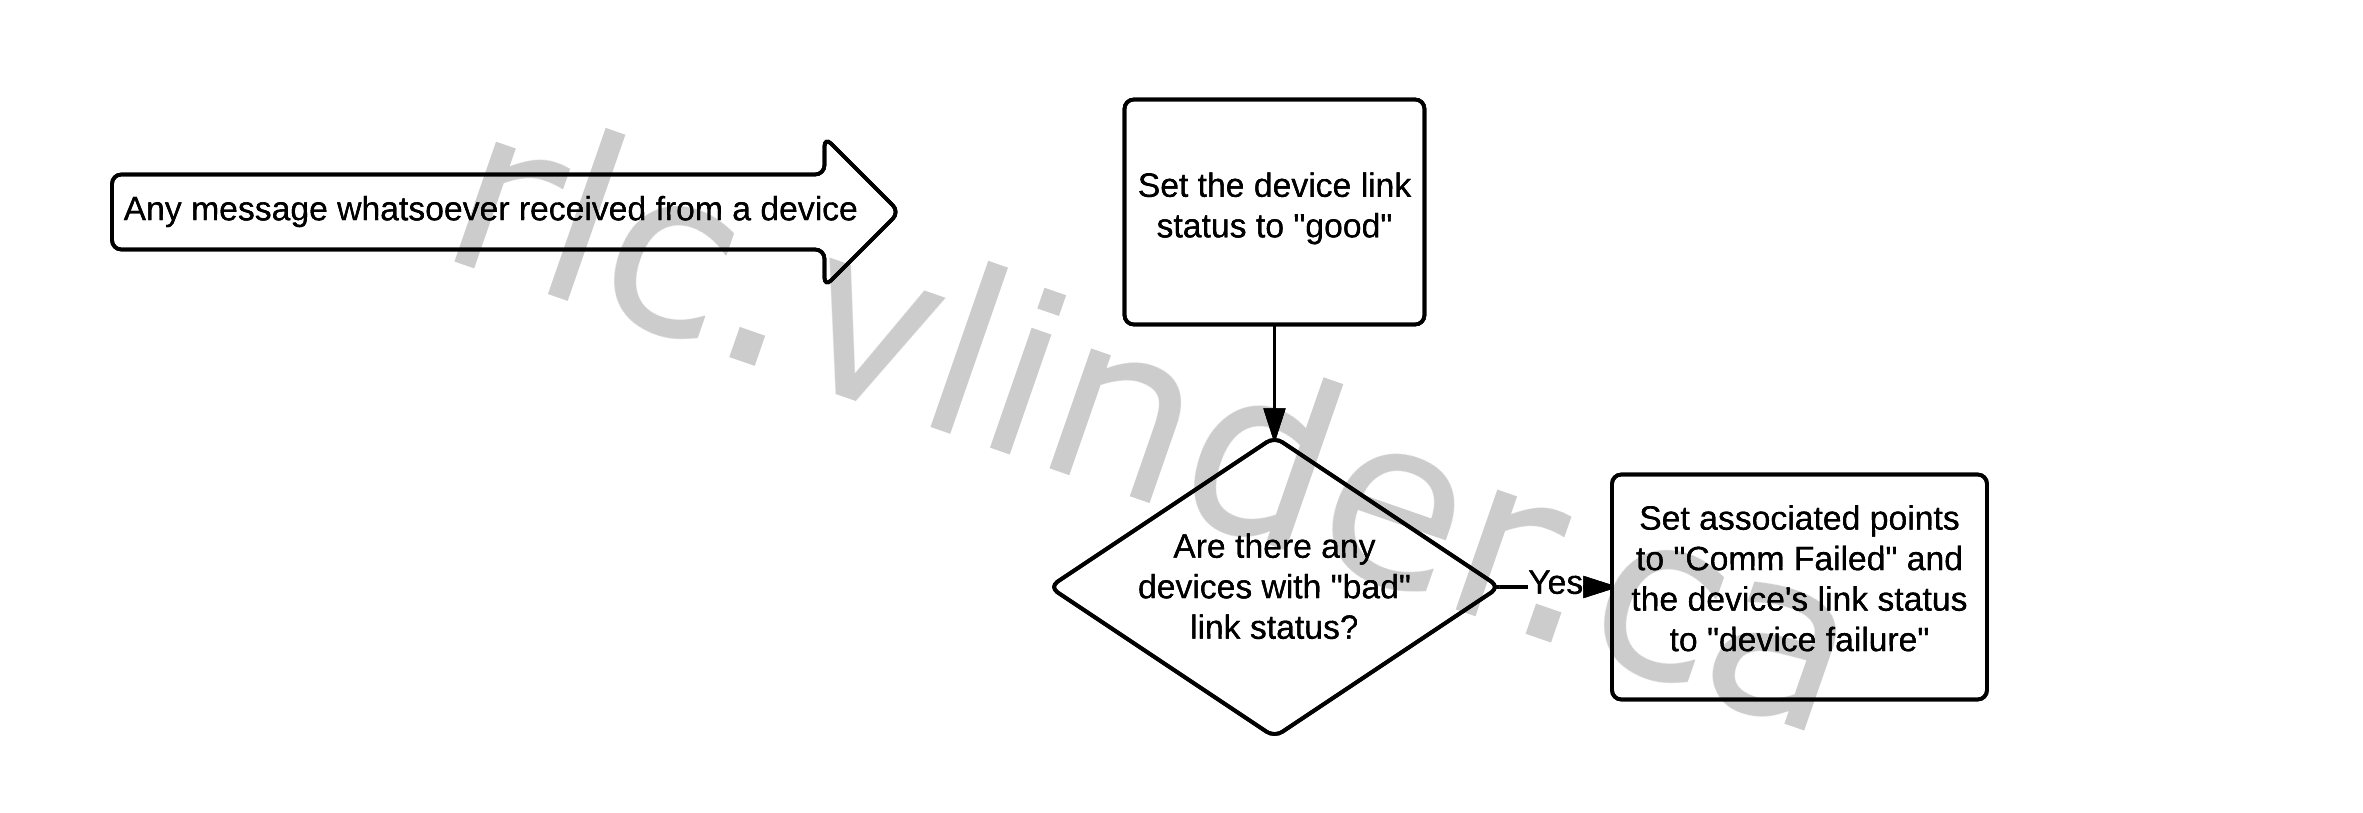 Any message whatsoever received from a device
Set the device link
status to "good"
Are there any
devices with "bad"
link status?
Yes
Set associated points
to "Comm Failed" and
the device's link status
to "device failure"
rlc.vlinder.ca